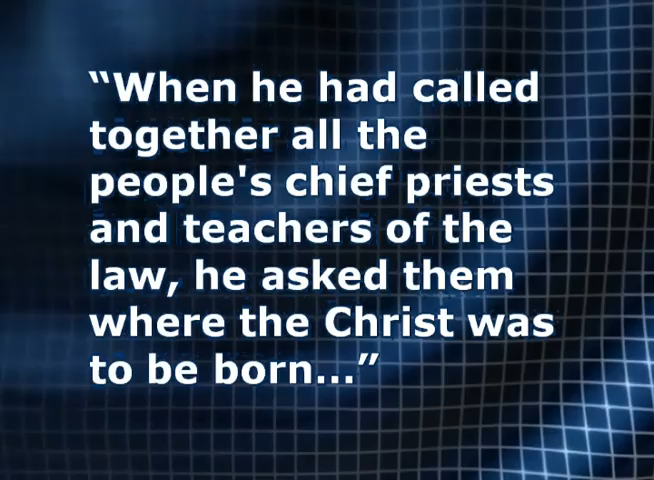 “When he had called
together all the
people's chief priests
and teachers of the
law, he asked them
where the Christ was
to be born...”